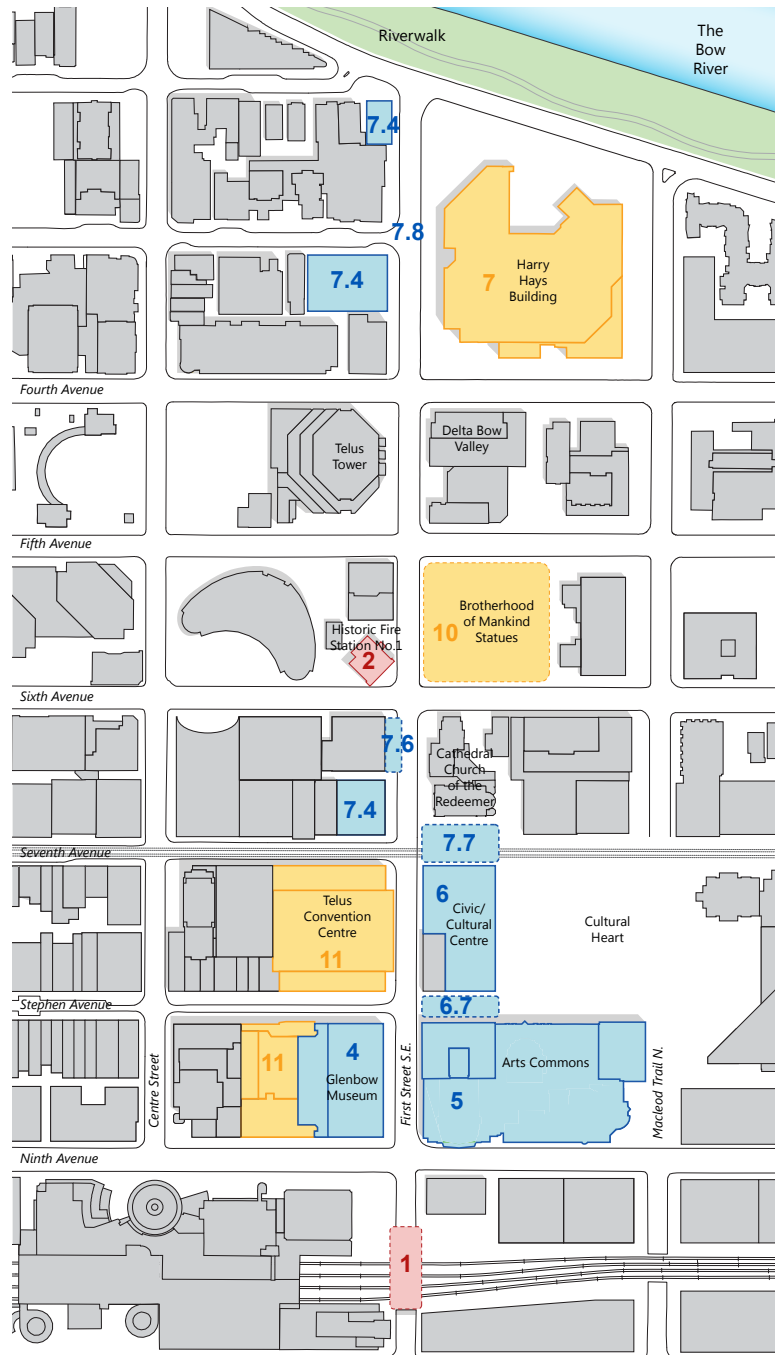 Riverwalk
The
Bow
River
7.4
7.8
7.4
7
Harry
Hays
Building
Fourth Avenue
Telus
Tower
Delta Bow
Valley
Fifth Avenue
Historic Fire
Station No.1
2
10
Brotherhood
of Mankind
Statues
Sixth Avenue
7.6
7.4
Cathedral
Church
of the
Redeemer
7.7
Seventh Avenue
Telus
Convention
Centre
11
6
Civic/
Cultural
Centre
Cultural
Heart
Stephen Avenue
6.7
Centre Street
11
4
Glenbow
Museum
First Street S.E.
Arts Commons
5
Macleod Trail N.
Ninth Avenue
1